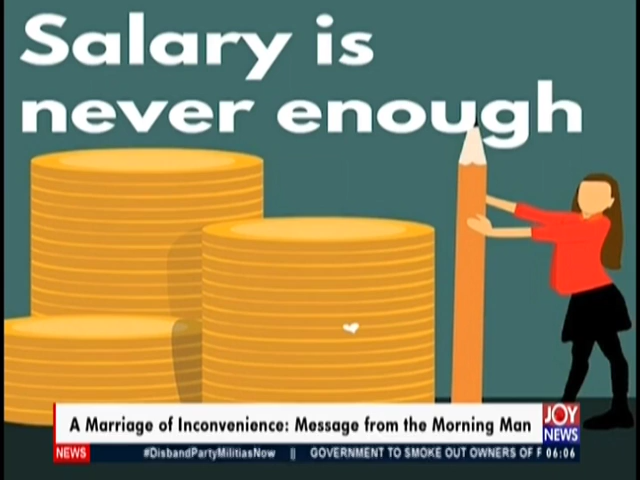 Salary is
never enough
A Marriage of Inconvenience: Message from the Morning Man
JOY
NEWS
NEWS #DisbandPartyMilitiasNow || GOVERNMENT TO SMOKE OUT OWNERS OF F 06:06